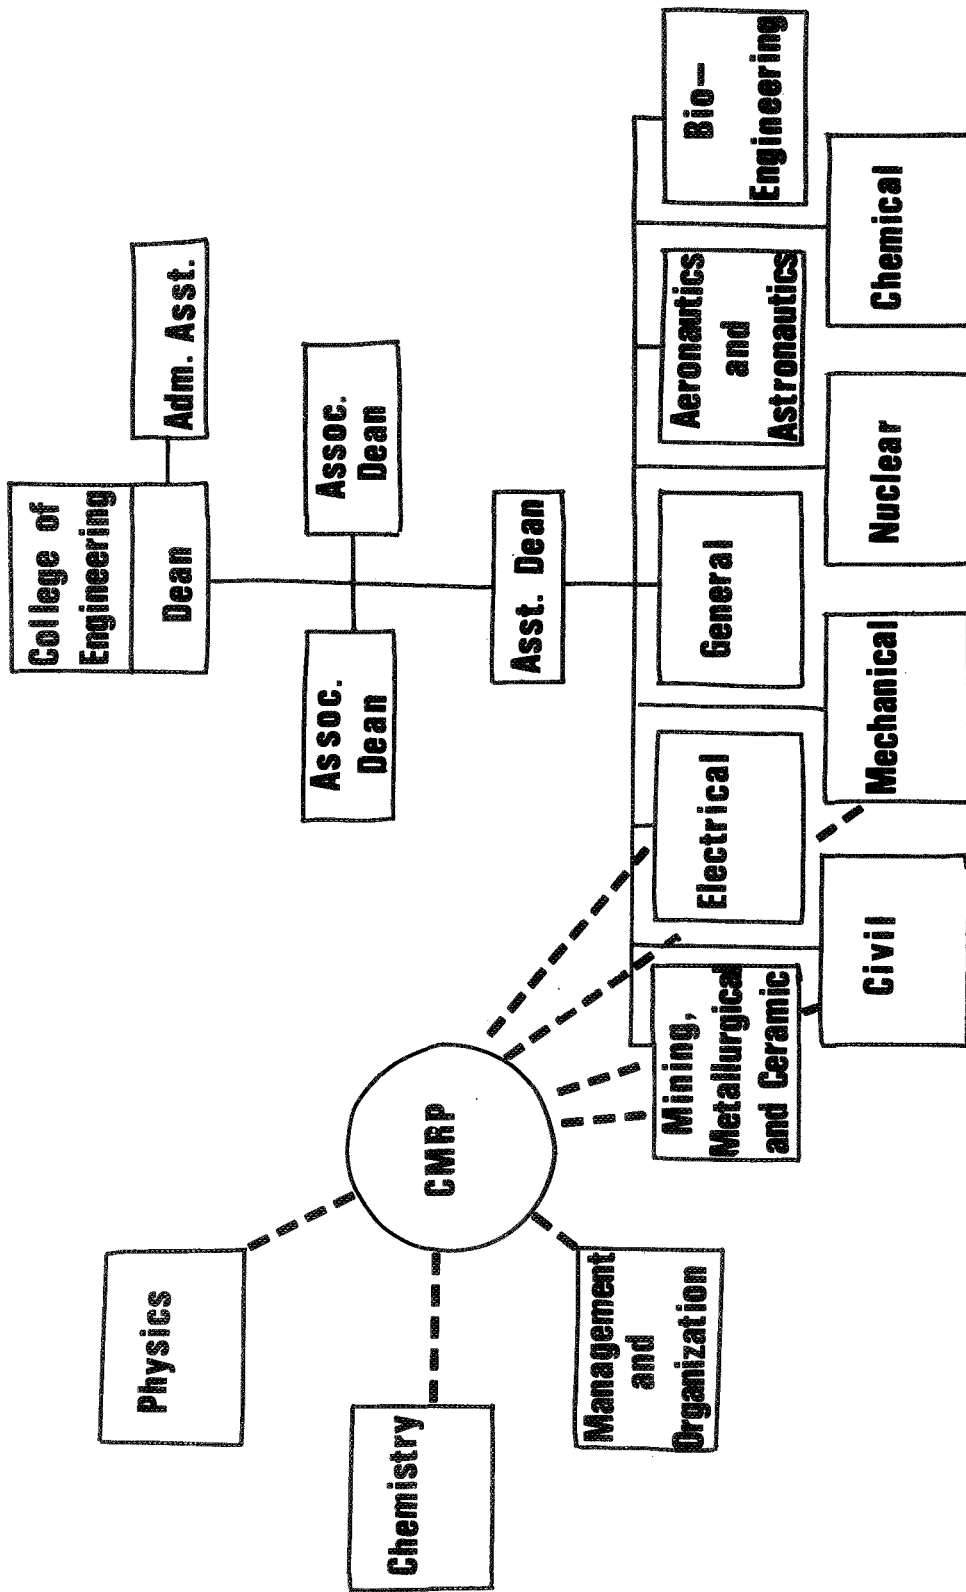 College of
Engineering
Dean
Adm. Asst.
Assoc.
Dean
Assoc.
Dean
Asst. Dean
Physics
Chemistry
Management
and
Organization
CMRP
Mining,
Metallurgical
and Ceramic
Electrical
General
Aeronautics
and
Astronautics
Bio-
Engineering
Civil
Mechanical
Nuclear
Chemical